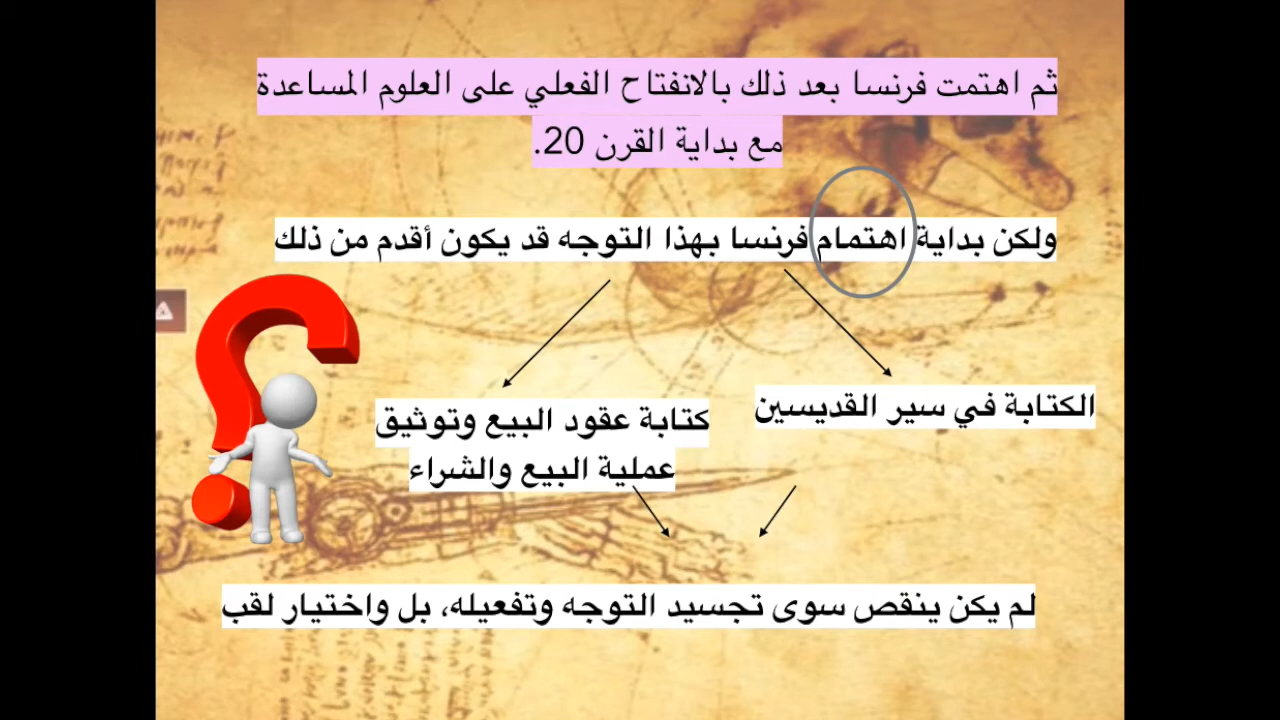 ثم اهتمت فرنسا بعد ذلك بالانفتاح الفعلي على العلوم المساعدة
مع بداية القرن 20.
ولكن بداية اهتمام فرنسا بهذا التوجه قد يكون أقدم من ذلك
الكتابة في سير القديسين
كتابة عقود البيع وتوثيق
عملية البيع والشراء
لم يكن ينقص سوى تجسيد التوجه وتفعيله، بل واختيار لقب